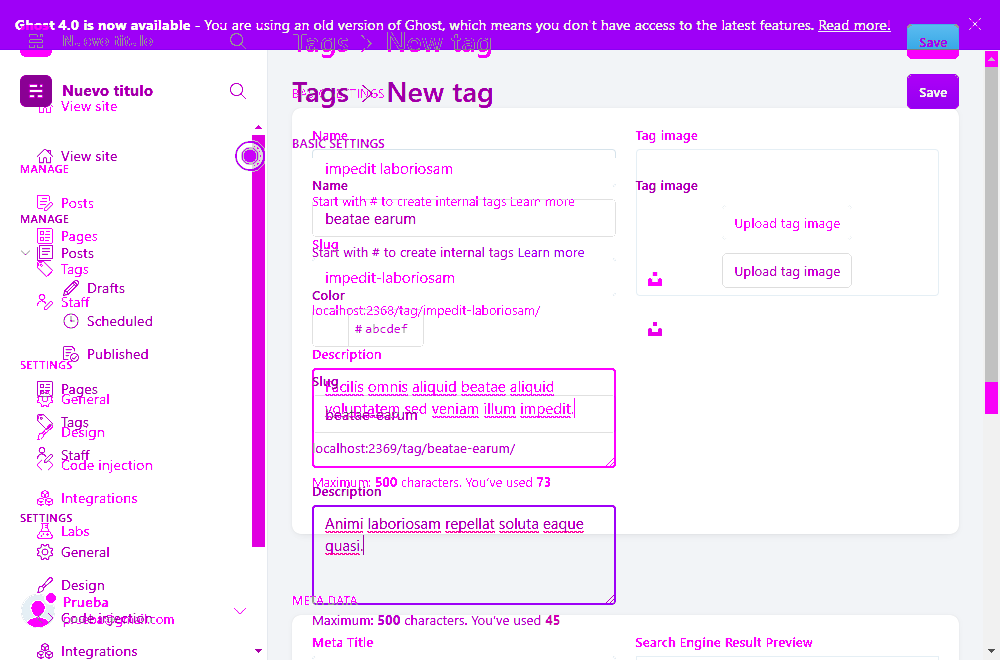 Ghost 4.0 is now available - You are using an old version of Ghost, which means you don't have access to the latest features. Read more!
Nuevo titulo
Tags > New tag
Save
Nuevo titulo
Tags > New tag
Save
View site
BASIC SETTINGS
View site
BASIC SETTINGS
MANAGE
Posts
MANAGE
Pages
Posts
Tags
Drafts
Staff
Scheduled
Published
SETTINGS
Pages
General
Tags
Design
Staff
Code injection
Integrations
SETTINGS
Labs
General
Design
Prueba
Code injection
prueba@gmail.com
Integrations
Name
impedit laboriosam
Name
Start with # to create internal tags Learn more
beatae earum
Slug
Start with # to create internal tags Learn more
impedit-laboriosam
Color
localhost:2368/tag/impedit-laboriosam/
# abcdef
Description
Slug
Facilis omnis aliquid beatae aliquid
voluptatem sed veniam illum impedit.
beatae-earum
localhost:2369/tag/beatae-earum/
Maximum: 500 characters. You've used 73
Description
Animi laboriosam repellat soluta eaque
quasi.
META DATA
Maximum: 500 characters. You've used 45
Meta Title
Tag image
Tag image
Upload tag image
Upload tag image
Search Engine Result Preview